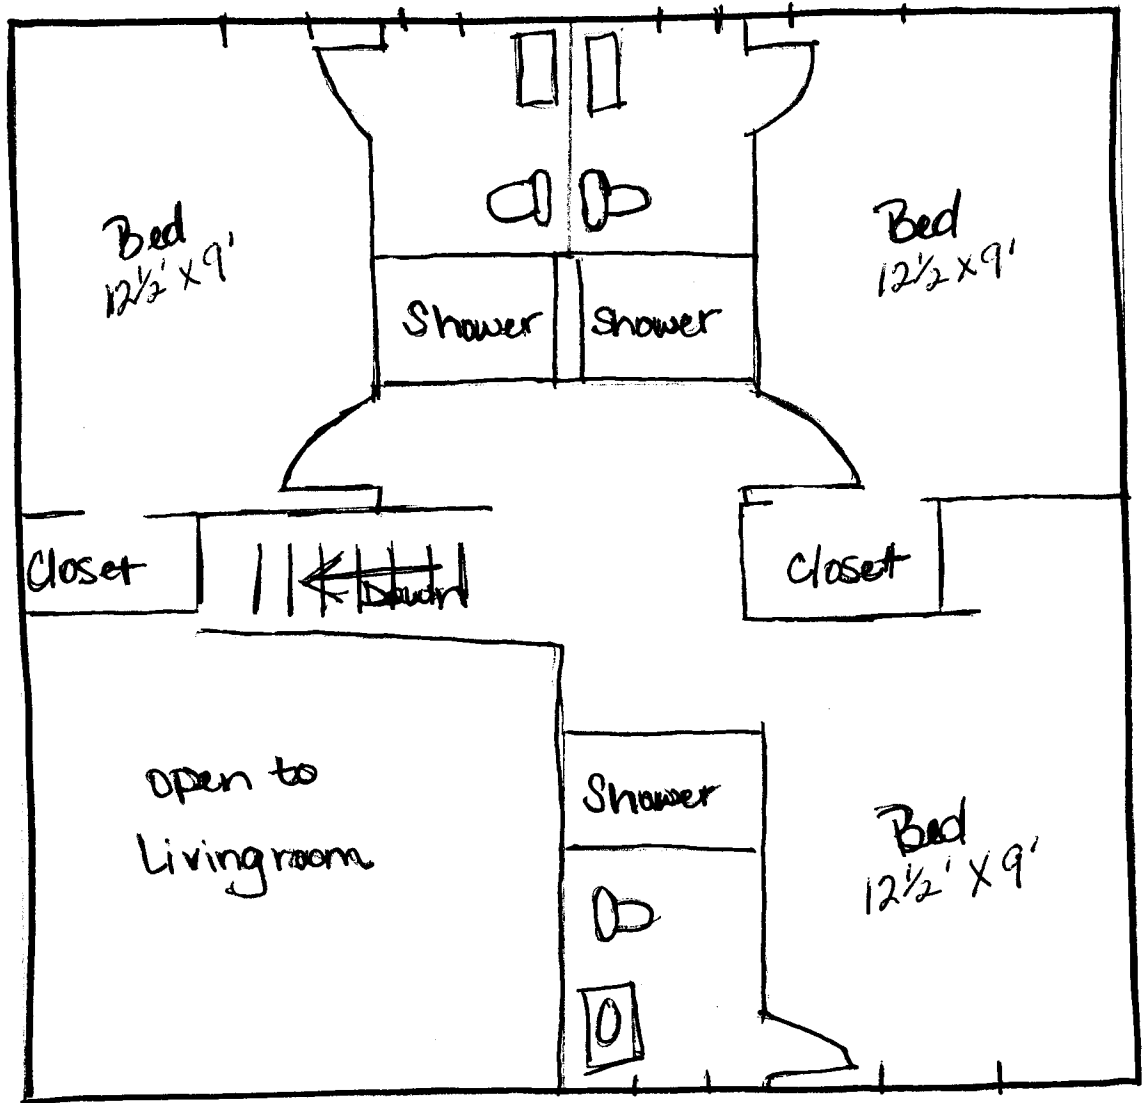 Bed
12½' x 9'
Bed
12½ x 9'
Shower
Shower
Closet
Down
Closet
Open to
Livingroom
Shower
Bed
12½' x 9'